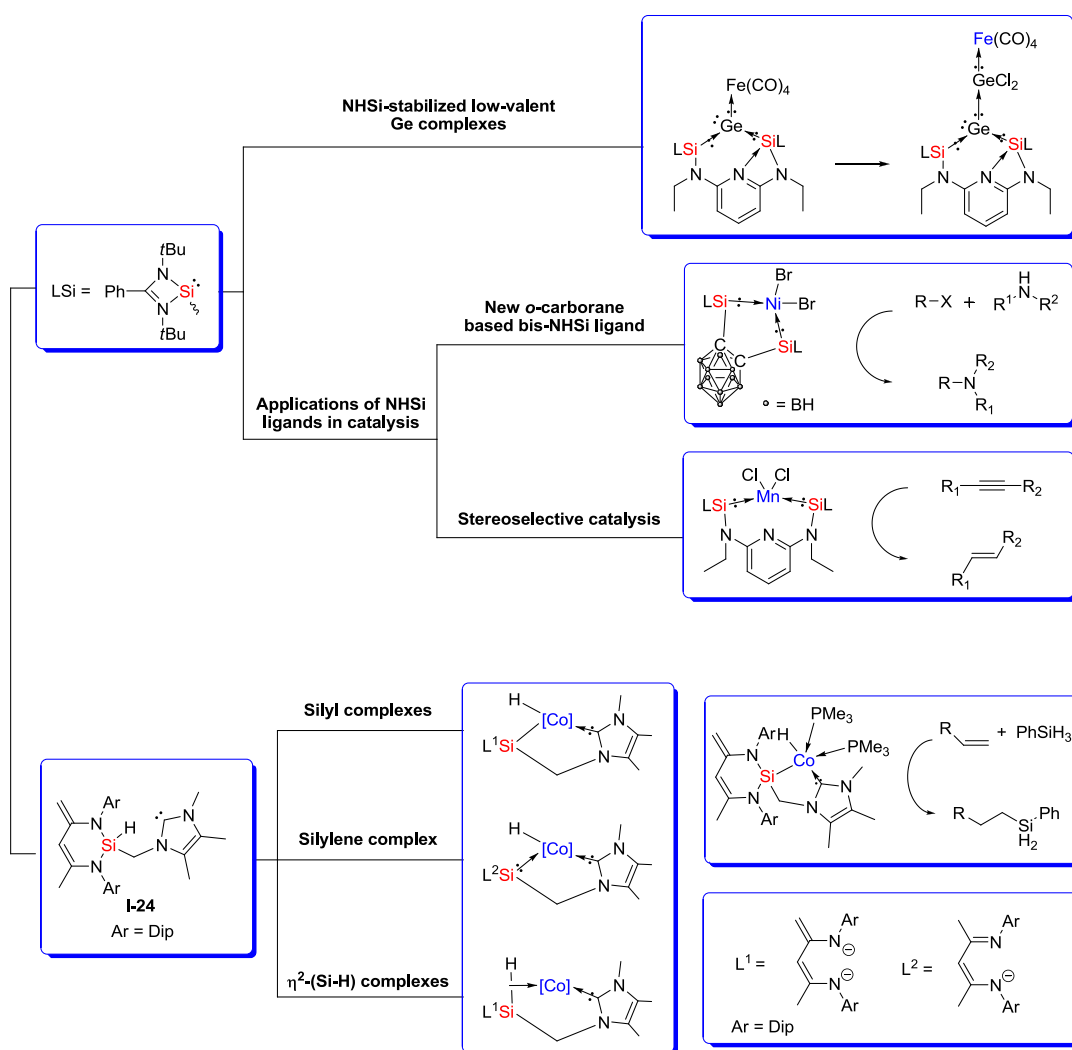 NHSi-stabilized low-valent
Ge complexes
Fe(CO)4
Ge
LSi
SiL
N
N
N
Fe(CO)4
GeCl2
Ge
LSi
SiL
N
N
N
LSi =
Ph
tBu
N
Si
N
tBu
New o-carborane
based bis-NHSi ligand
Br
LSi
Ni
Br
SiL
C
C
= BH
R−X +
H
N
R1
R2
R2
R−N
R1
Applications of NHSi
ligands in catalysis
Stereoselective catalysis
Cl
Cl
LSi
Mn
SiL
N
N
N
R1
R2
R2
R1
Silyl complexes
H
[Co]
N
L1Si
N
Silylene complex
H
[Co]
N
L2Si
N
η2-(Si-H) complexes
H
[Co]
N
L1Si
N
Ar
N
H
Si
N
Ar
N
N
I-24
Ar = Dip
Ar
N
H
PMe3
PMe3
Co
Si
N
Ar
N
N
R
+ PhSiH3
R
Ph
Si
H2
L1 =
Ar
N
⊖
⊖
N
Ar
L2 =
Ar
N
⊖
N
Ar
Ar = Dip